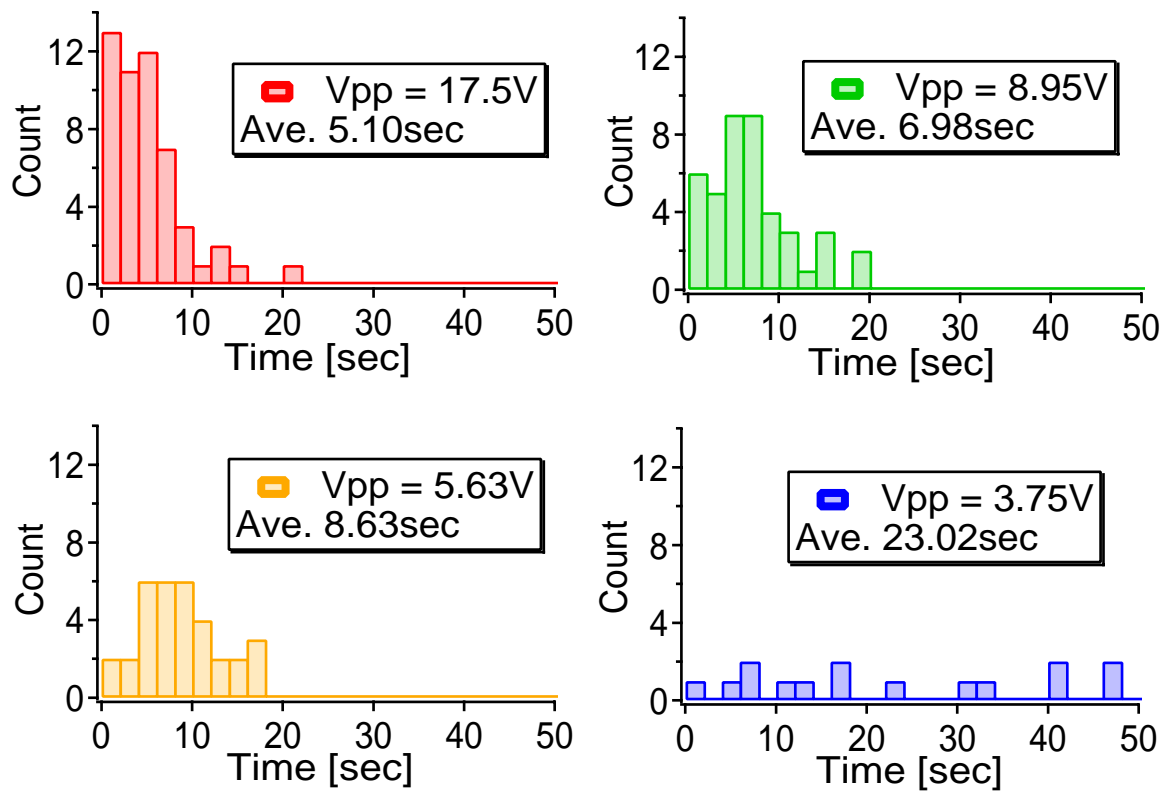 12
8
4
0
Count
Vpp = 17.5V
Ave. 5.10sec
0 10 20 30 40 50
Time [sec]
12
8
4
0
Count
Vpp = 8.95V
Ave. 6.98sec
0 10 20 30 40 50
Time [sec]
12
8
4
0
Count
Vpp = 5.63V
Ave. 8.63sec
0 10 20 30 40 50
Time [sec]
12
8
4
0
Count
Vpp = 3.75V
Ave. 23.02sec
0 10 20 30 40 50
Time [sec]